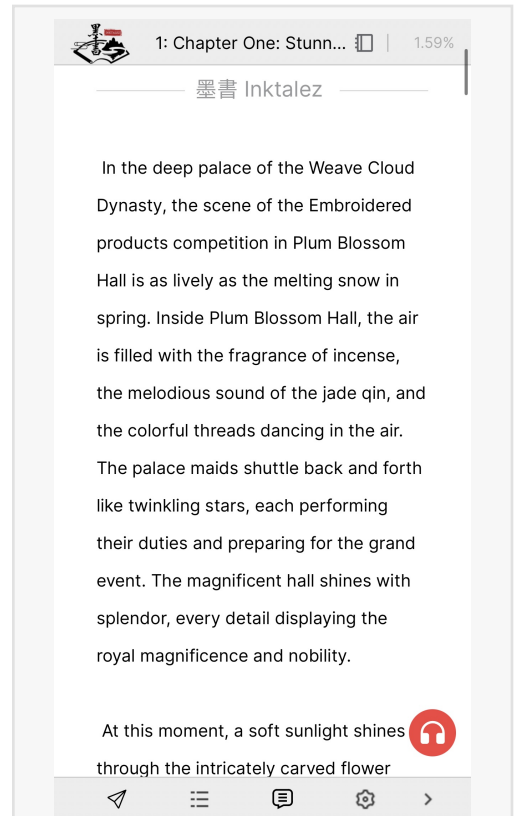 墨書
1: Chapter One: Stunn...
1.59%
墨書 Inktalez
In the deep palace of the Weave Cloud
Dynasty, the scene of the Embroidered
products competition in Plum Blossom
Hall is as lively as the melting snow in
spring. Inside Plum Blossom Hall, the air
is filled with the fragrance of incense,
the melodious sound of the jade qin, and
the colorful threads dancing in the air.
The palace maids shuttle back and forth
like twinkling stars, each performing
their duties and preparing for the grand
event. The magnificent hall shines with
splendor, every detail displaying the
royal magnificence and nobility.
At this moment, a soft sunlight shines
through the intricately carved flower